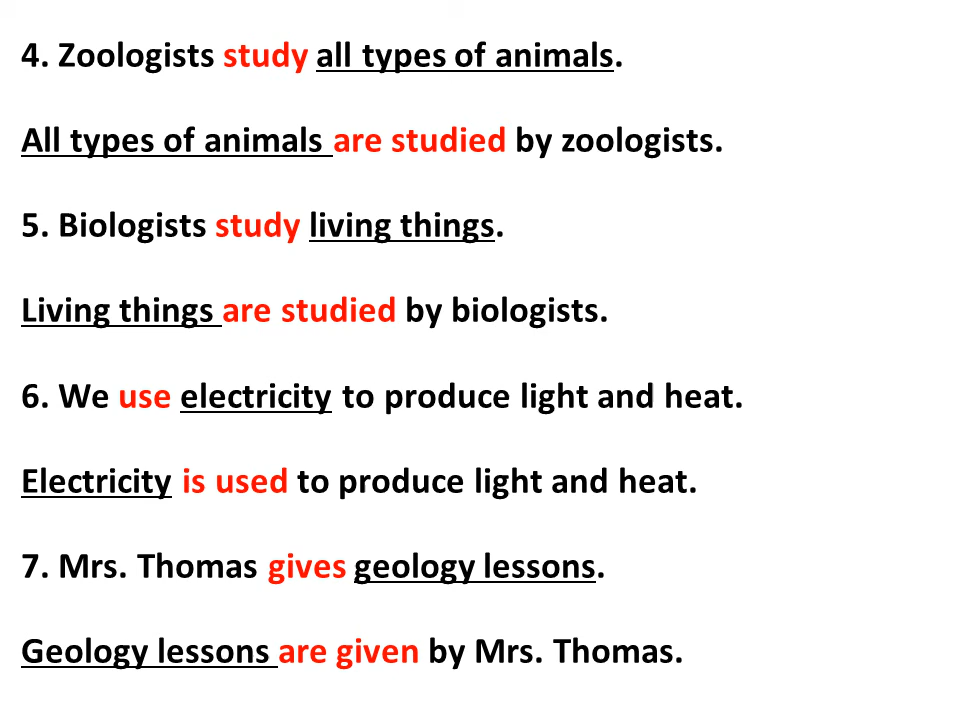 4. Zoologists study all types of animals.
All types of animals are studied by zoologists.
5. Biologists study living things.
Living things are studied by biologists.
6. We use electricity to produce light and heat.
Electricity is used to produce light and heat.
7. Mrs. Thomas gives geology lessons.
Geology lessons are given by Mrs. Thomas.